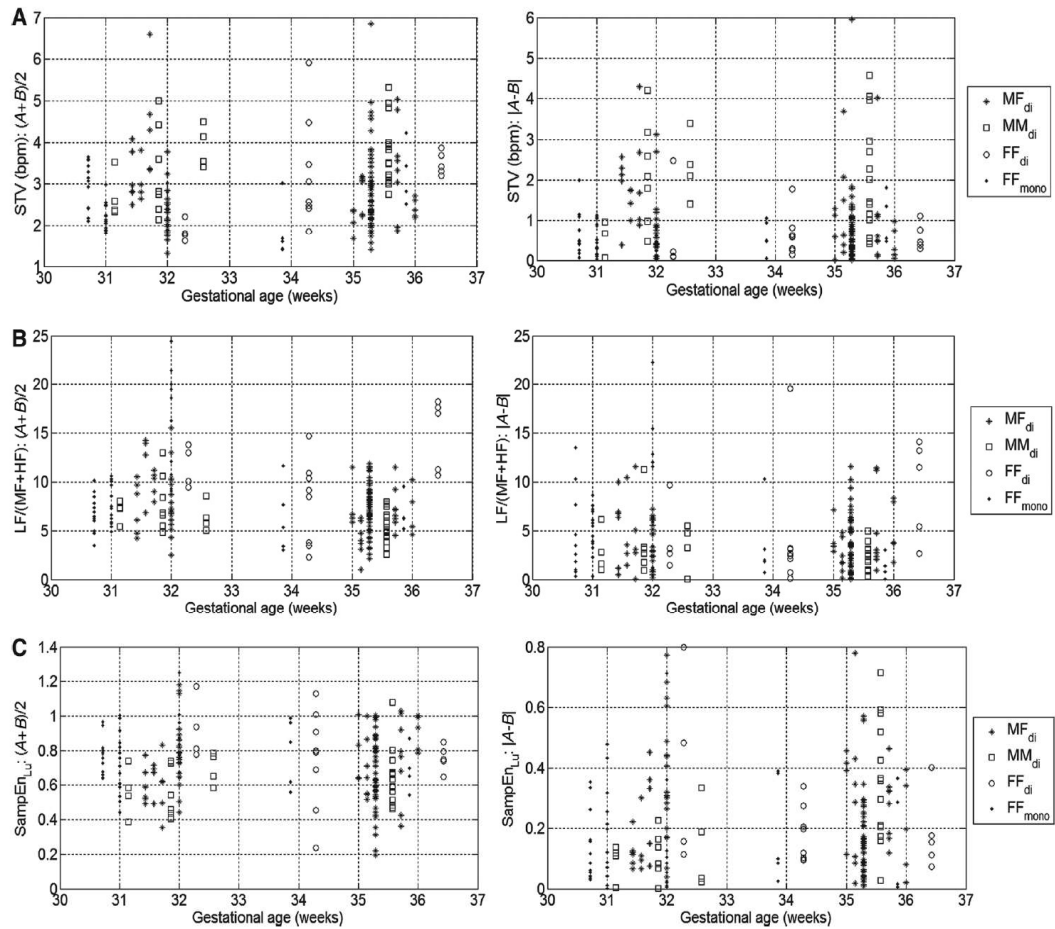 A
STV (bpm): (A+B)/2
7
6
5
4
3
2
1
30 31 32 33 34 35 36 37
Gestational age (weeks)
STV (bpm): |A-B|
6
5
4
3
2
1
0
30 31 32 33 34 35 36 37
Gestational age (weeks)
MFdi
MMdi
FFdi
FFmono
B
LF/(MF+HF): (A+B)/2
25
20
15
10
5
0
30 31 32 33 34 35 36 37
Gestational age (weeks)
LF/(MF+HF): |A-B|
25
20
15
10
5
0
30 31 32 33 34 35 36 37
Gestational age (weeks)
MFdi
MMdi
FFdi
FFmono
C
SampEnLu: (A+B)/2
1.4
1.2
1
0.8
0.6
0.4
0.2
0
30 31 32 33 34 35 36 37
Gestational age (weeks)
SampEnLu: |A-B|
0.8
0.6
0.4
0.2
0
30 31 32 33 34 35 36 37
Gestational age (weeks)
MFdi
MMdi
FFdi
FFmono